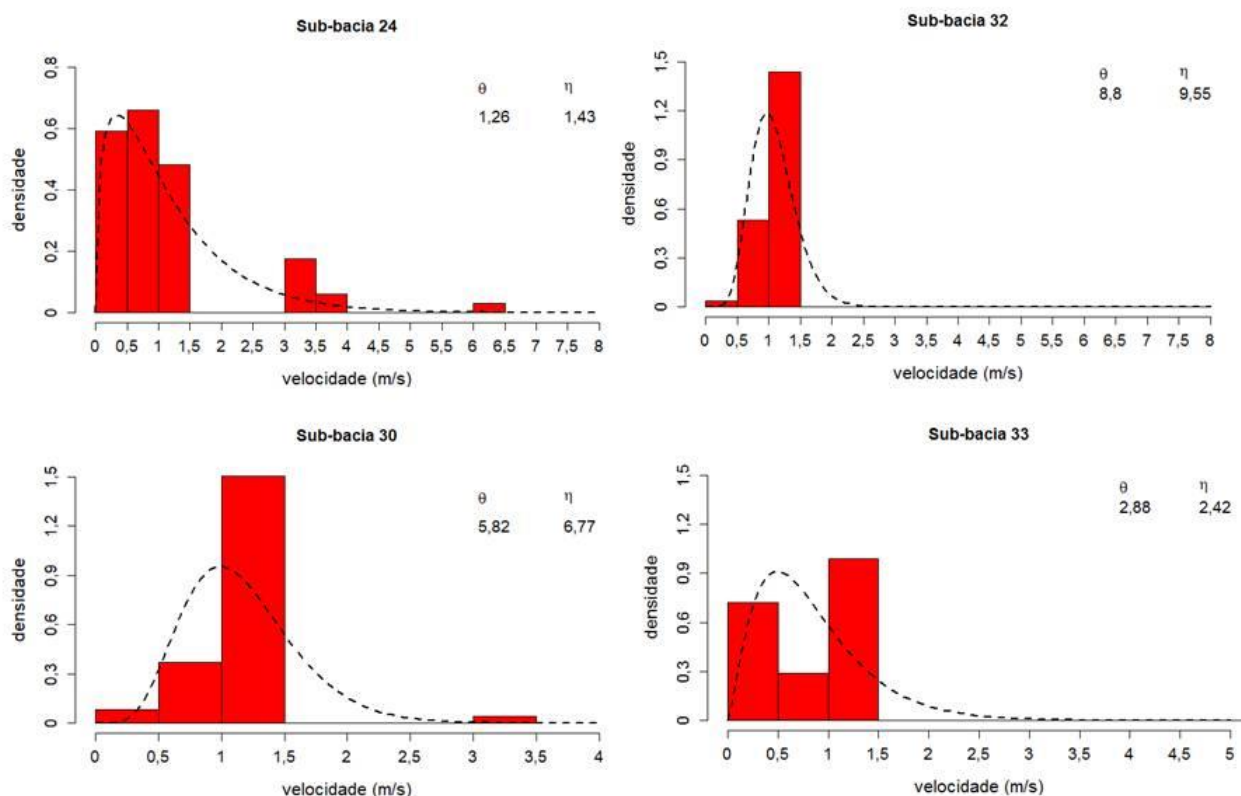 Sub-bacia 24
θ η
1,26 1,43
densidade
0 0,2 0,4 0,6 0,8
0 0,5 1 1,5 2 2,5 3 3,5 4 4,5 5 5,5 6 6,5 7 7,5 8
velocidade (m/s)
Sub-bacia 32
θ η
8,8 9,55
densidade
0 0,3 0,6 0,9 1,2 1,5
0 0,5 1 1,5 2 2,5 3 3,5 4 4,5 5 5,5 6 6,5 7 7,5 8
velocidade (m/s)
Sub-bacia 30
θ η
5,82 6,77
densidade
0 0,3 0,6 0,9 1,2 1,5
0 0,5 1 1,5 2 2,5 3 3,5 4
velocidade (m/s)
Sub-bacia 33
θ η
2,88 2,42
densidade
0 0,3 0,6 0,9 1,2 1,5
0 0,5 1 1,5 2 2,5 3 3,5 4 4,5 5
velocidade (m/s)